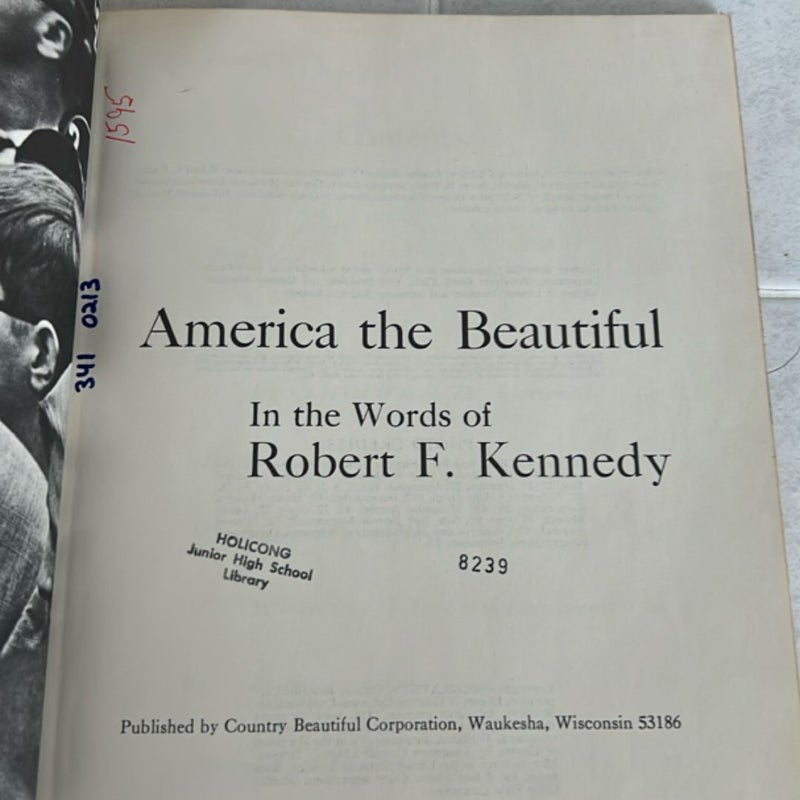 1595
341 0213
America the Beautiful
In the Words of
Robert F. Kennedy
HOLICONG
Junior High School
Library
8239
Published by Country Beautiful Corporation, Waukesha, Wisconsin 53186